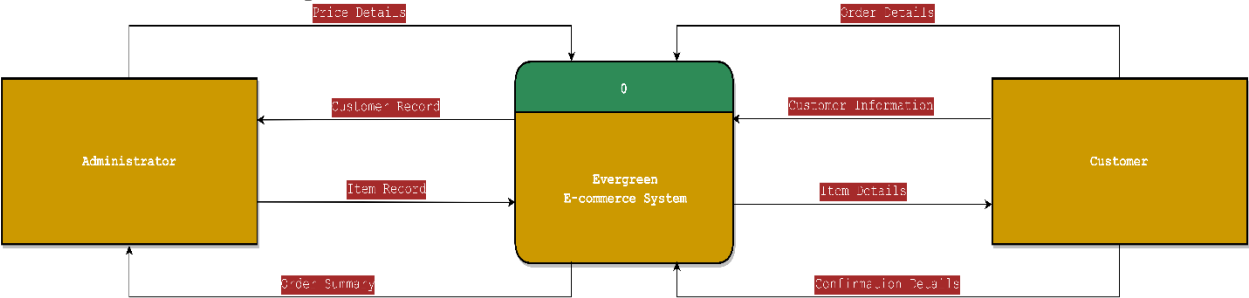 Price Details
Order Details
0
Customer Record
Customer Information
Administrator
Evergreen
E-commerce System
Customer
Item Record
Item Details
Order Summary
Confirmation Details